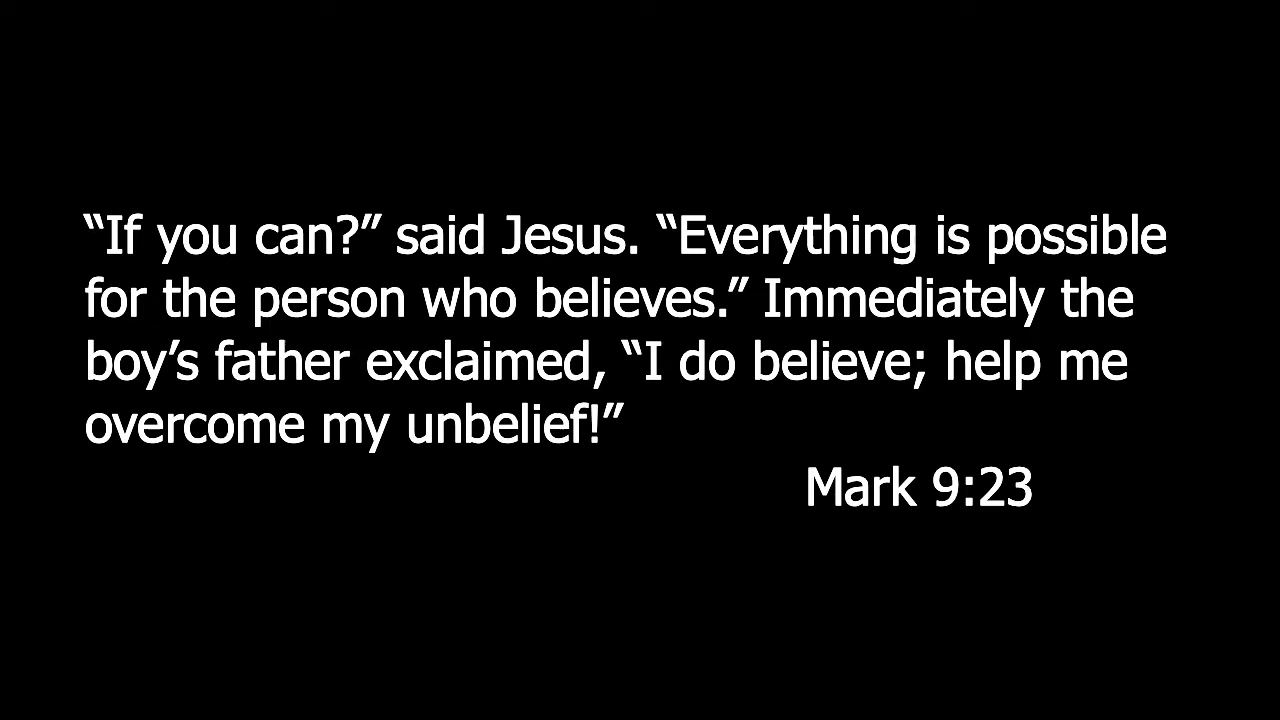 “If you can?” said Jesus. “Everything is possible
for the person who believes.” Immediately the
boy’s father exclaimed, “I do believe; help me
overcome my unbelief!”
Mark 9:23